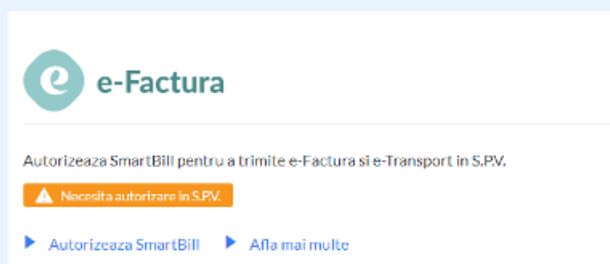 e-Factura
Autorizeaza SmartBill pentru a trimite e-Factura si e-Transport in S.P.V.
Necesita autorizare in S.P.V.
Autorizeaza SmartBill Afla mai multe